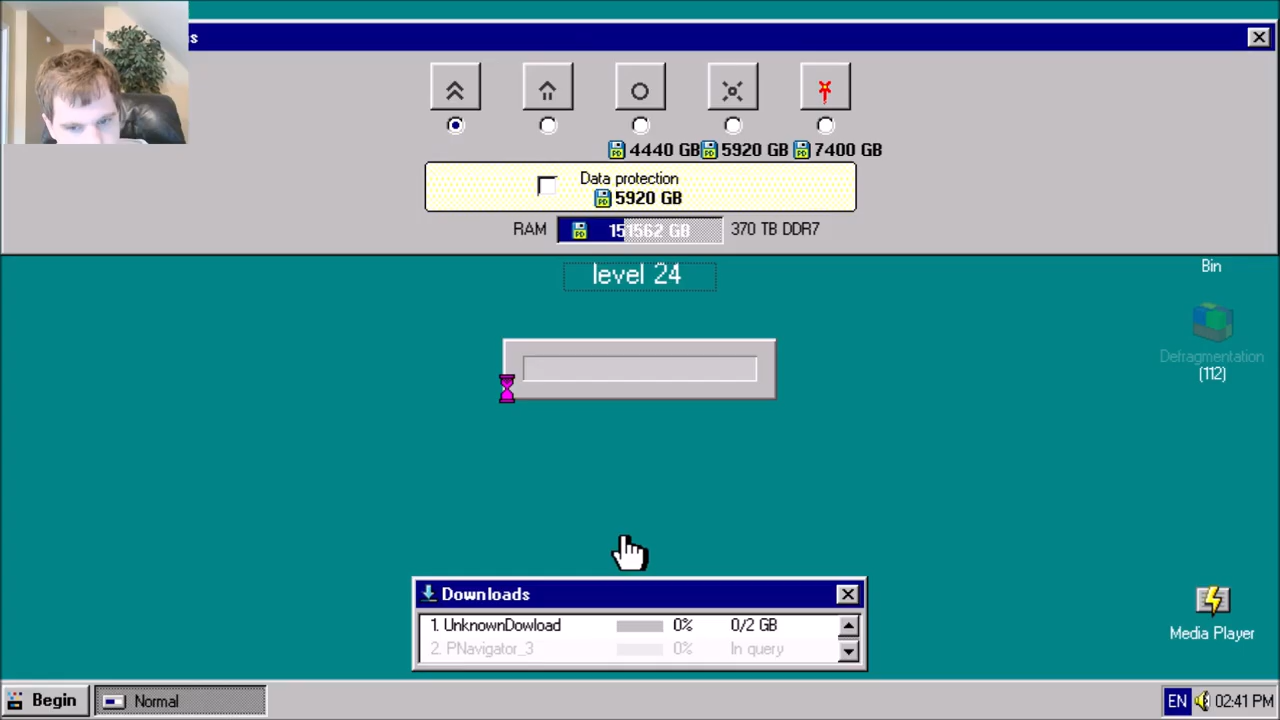 s
4440 GB 5920 GB 7400 GB
Data protection
5920 GB
RAM 151562 GB 370 TB DDR7
level 24
Bin
Defragmentation
(112)
Downloads
1. UnknownDowload 0% 0/2 GB
2. PNavigator_3 0% In query
Media Player
Begin Normal EN 02:41 PM